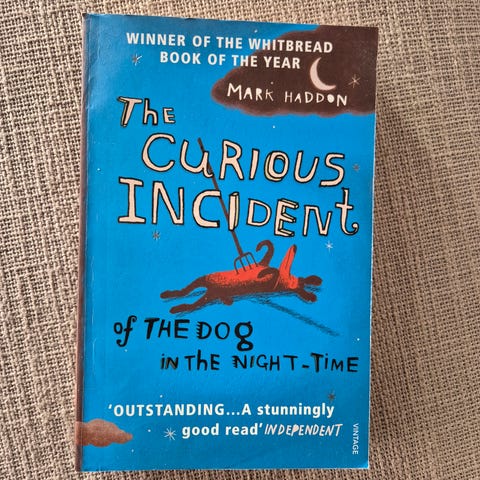 WINNER OF THE WHITBREAD
BOOK OF THE YEAR
MARK HADDON
The
CURIOUS
INCIDENT
of THE DOg
IN the NIGHT-TIME
'OUTSTANDING...A stunningly
good read' INDEPENDENT
VINTAGE